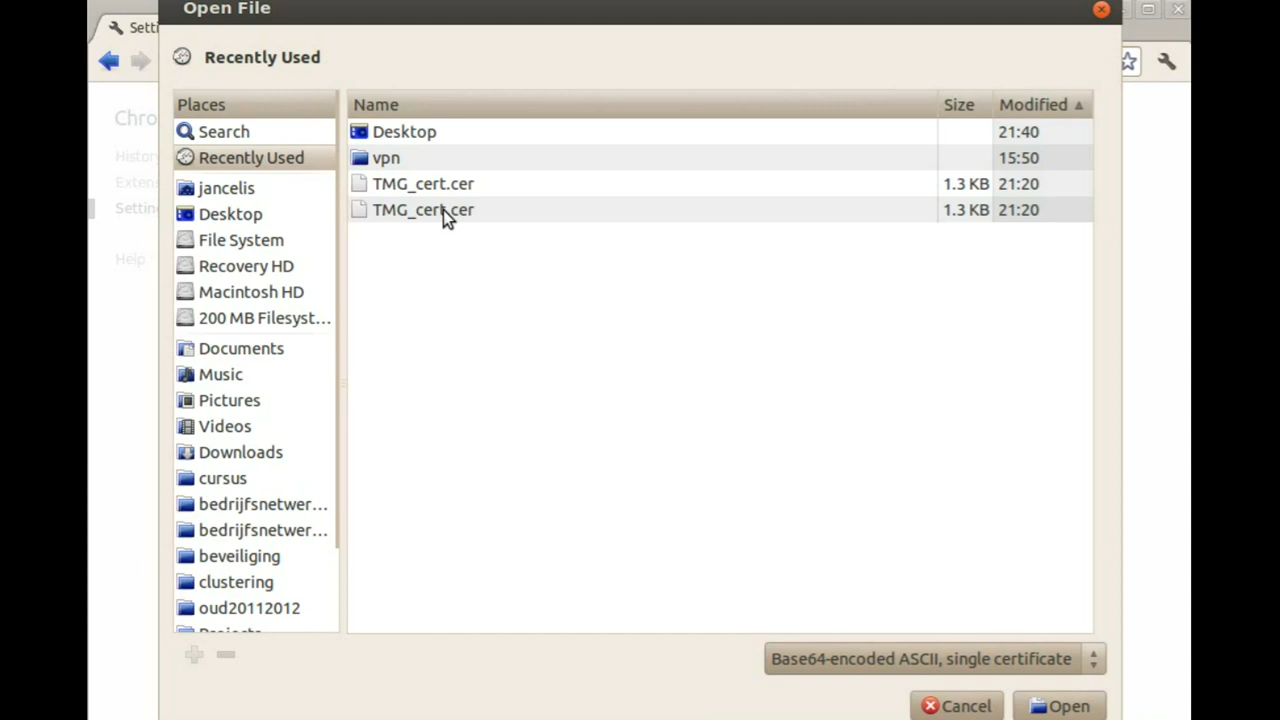 Open File
Setti
Recently Used
Places
Name Size Modified
Search
Recently Used
jancelis
Desktop
File System
Recovery HD
Macintosh HD
200 MB Filesyst...
Documents
Music
Pictures
Videos
Downloads
cursus
bedrijfsnetwer...
bedrijfsnetwer...
beveiliging
clustering
oud20112012
Desktop 21:40
vpn 15:50
TMG_cert.cer 1.3 KB 21:20
TMG_cert.cer 1.3 KB 21:20
Chro
History
Exten
Settin
Help
Base64-encoded ASCII, single certificate
Cancel Open